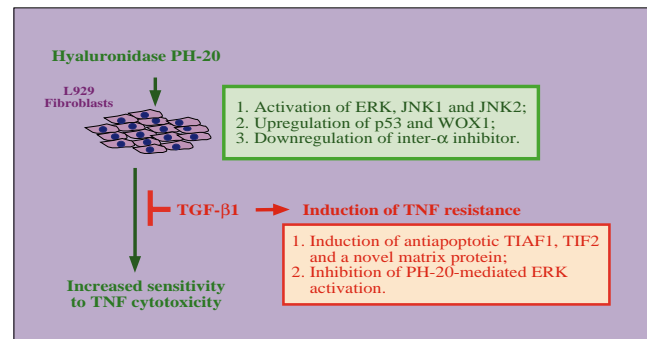 Hyaluronidase PH-20
L929
Fibroblasts
1. Activation of ERK, JNK1 and JNK2;
2. Upregulation of p53 and WOX1;
3. Downregulation of inter-α inhibitor.
TGF-β1
Induction of TNF resistance
1. Induction of antiapoptotic TIAF1, TIF2
and a novel matrix protein;
2. Inhibition of PH-20-mediated ERK
activation.
Increased sensitivity
to TNF cytotoxicity